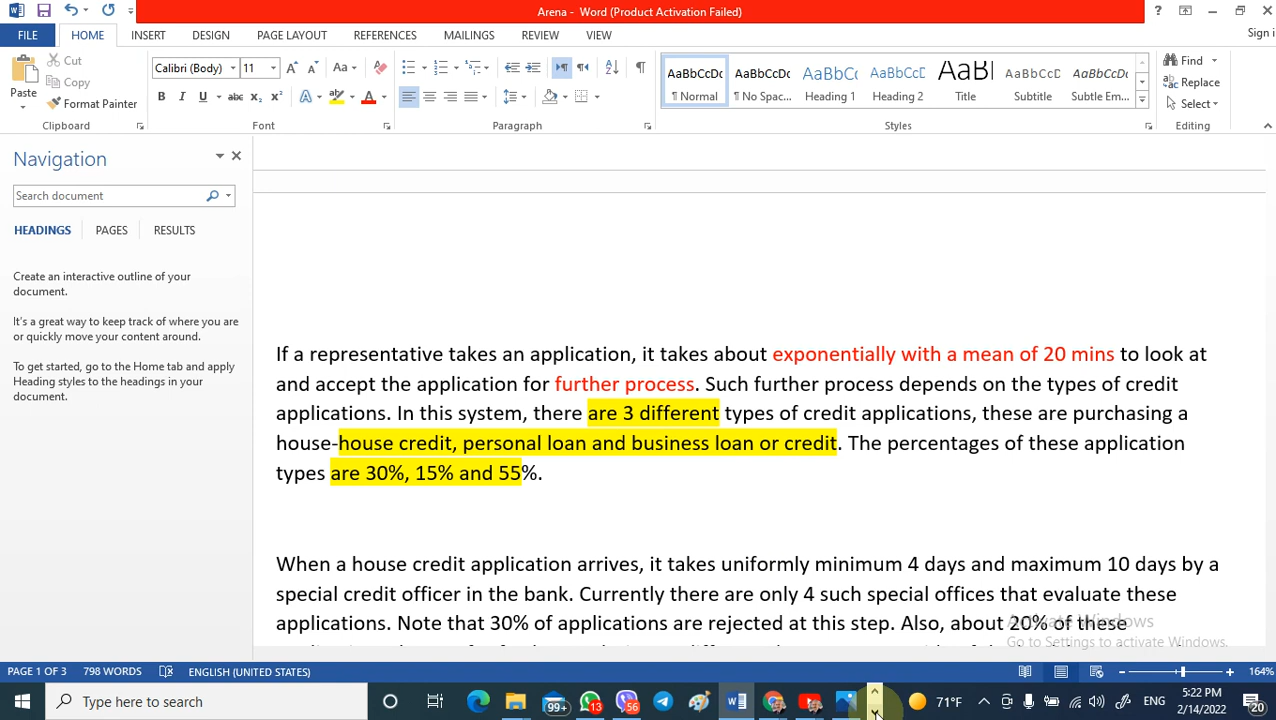 Arena - Word (Product Activation Failed)
FILE HOME INSERT DESIGN PAGE LAYOUT REFERENCES MAILINGS REVIEW VIEW Sign i
Cut
Copy
Format Painter
Paste
Clipboard
Calibri (Body) 11
Font
Paragraph
AaBbCcDc AaBbCcDc AaBbCc AaBbCcD AaBl AaBbCcD AaBbCcDc
¶ Normal ¶ No Spac... Heading 1 Heading 2 Title Subtitle Subtle Em...
Styles
Find
Replace
Select
Editing
Navigation
Search document
HEADINGS PAGES RESULTS
Create an interactive outline of your
document.
It's a great way to keep track of where you are
or quickly move your content around.
To get started, go to the Home tab and apply
Heading styles to the headings in your
document.
If a representative takes an application, it takes about exponentially with a mean of 20 mins to look at
and accept the application for further process. Such further process depends on the types of credit
applications. In this system, there are 3 different types of credit applications, these are purchasing a
house-house credit, personal loan and business loan or credit. The percentages of these application
types are 30%, 15% and 55%.
When a house credit application arrives, it takes uniformly minimum 4 days and maximum 10 days by a
special credit officer in the bank. Currently there are only 4 such special offices that evaluate these
applications. Note that 30% of applications are rejected at this step. Also, about 20% of these
Activate Windows
Go to Settings to activate Windows.
PAGE 1 OF 3 798 WORDS ENGLISH (UNITED STATES) 164%
Type here to search
99+ 13 56
71°F
ENG
5:22 PM
2/14/2022
20